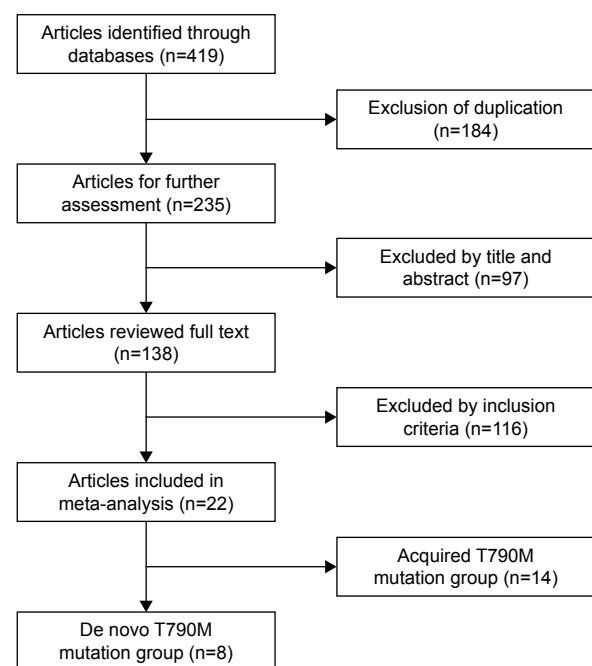 Articles identified through
databases (n=419)
Exclusion of duplication
(n=184)
Articles for further
assessment (n=235)
Excluded by title and
abstract (n=97)
Articles reviewed full text
(n=138)
Excluded by inclusion
criteria (n=116)
Articles included in
meta-analysis (n=22)
Acquired T790M
mutation group (n=14)
De novo T790M
mutation group (n=8)